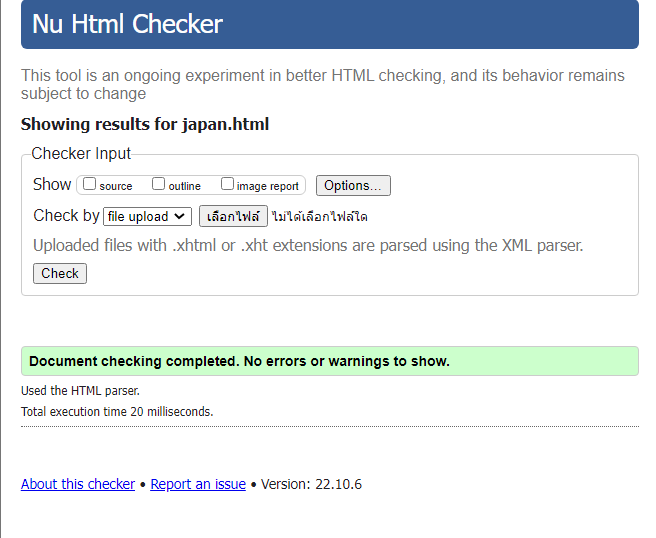 Nu Html Checker
This tool is an ongoing experiment in better HTML checking, and its behavior remains
subject to change
Showing results for japan.html
Checker Input
Show source outline image report Options...
Check by file upload เลือกไฟล์ ไม่ได้เลือกไฟล์ใด
Uploaded files with .xhtml or .xht extensions are parsed using the XML parser.
Check
Document checking completed. No errors or warnings to show.
Used the HTML parser.
Total execution time 20 milliseconds.
About this checker • Report an issue • Version: 22.10.6